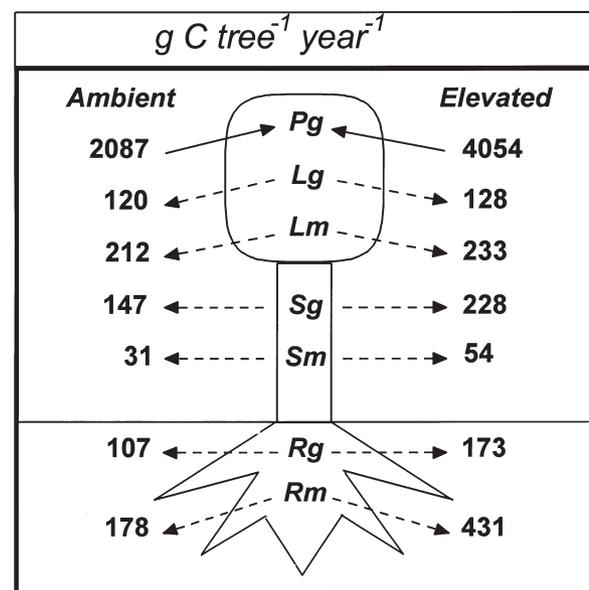 g C tree⁻¹ year⁻¹
Ambient Elevated
2087 Pg 4054
120 Lg 128
212 Lm 233
147 Sg 228
31 Sm 54
107 Rg 173
178 Rm 431